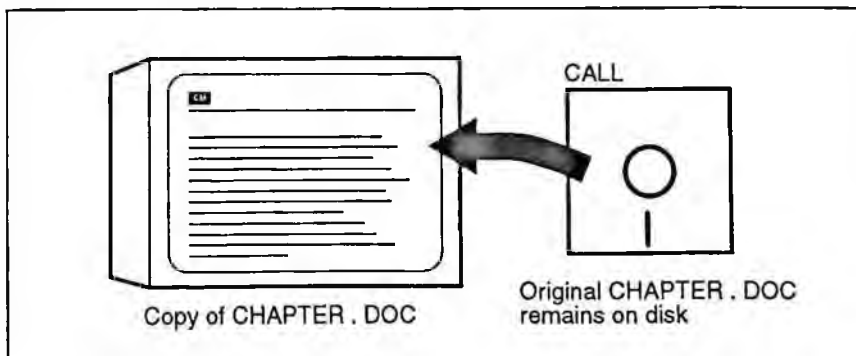 CALL
Copy of CHAPTER . DOC
Original CHAPTER . DOC
remains on disk